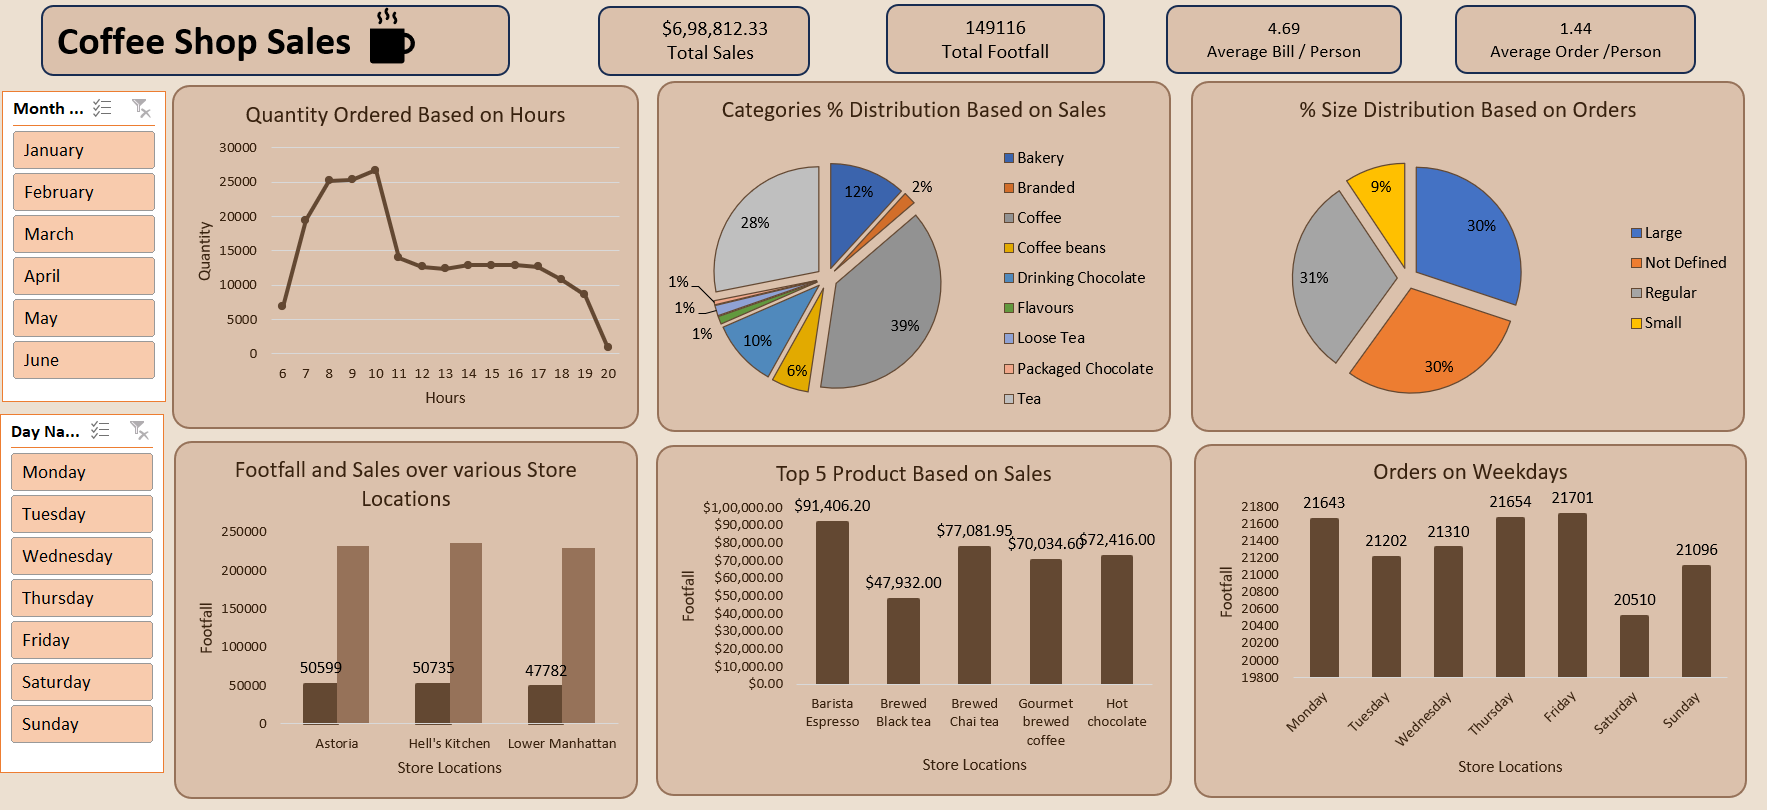 Coffee Shop Sales
$6,98,812.33
Total Sales
149116
Total Footfall
4.69
Average Bill / Person
1.44
Average Order /Person
Month ...
January
February
March
April
May
June
Day Na...
Monday
Tuesday
Wednesday
Thursday
Friday
Saturday
Sunday
Quantity Ordered Based on Hours
30000
25000
20000
15000
10000
5000
0
Quantity
6 7 8 9 10 11 12 13 14 15 16 17 18 19 20
Hours
Categories % Distribution Based on Sales
12%
2%
39%
6%
10%
1%
1%
1%
28%
Bakery
Branded
Coffee
Coffee beans
Drinking Chocolate
Flavours
Loose Tea
Packaged Chocolate
Tea
% Size Distribution Based on Orders
30%
30%
31%
9%
Large
Not Defined
Regular
Small
Footfall and Sales over various Store
Locations
250000
200000
150000
100000
50000
0
Footfall
50599
50735
47782
Astoria Hell's Kitchen Lower Manhattan
Store Locations
Top 5 Product Based on Sales
$1,00,000.00
$90,000.00
$80,000.00
$70,000.00
$60,000.00
$50,000.00
$40,000.00
$30,000.00
$20,000.00
$10,000.00
$0.00
Footfall
$91,406.20
$47,932.00
$77,081.95
$70,034.60
$72,416.00
Barista
Espresso
Brewed
Black tea
Brewed
Chai tea
Gourmet
brewed
coffee
Hot
chocolate
Store Locations
Orders on Weekdays
21800
21600
21400
21200
21000
20800
20600
20400
20200
20000
19800
Footfall
21643
21202
21310
21654
21701
20510
21096
Monday
Tuesday
Wednesday
Thursday
Friday
Saturday
Sunday
Store Locations